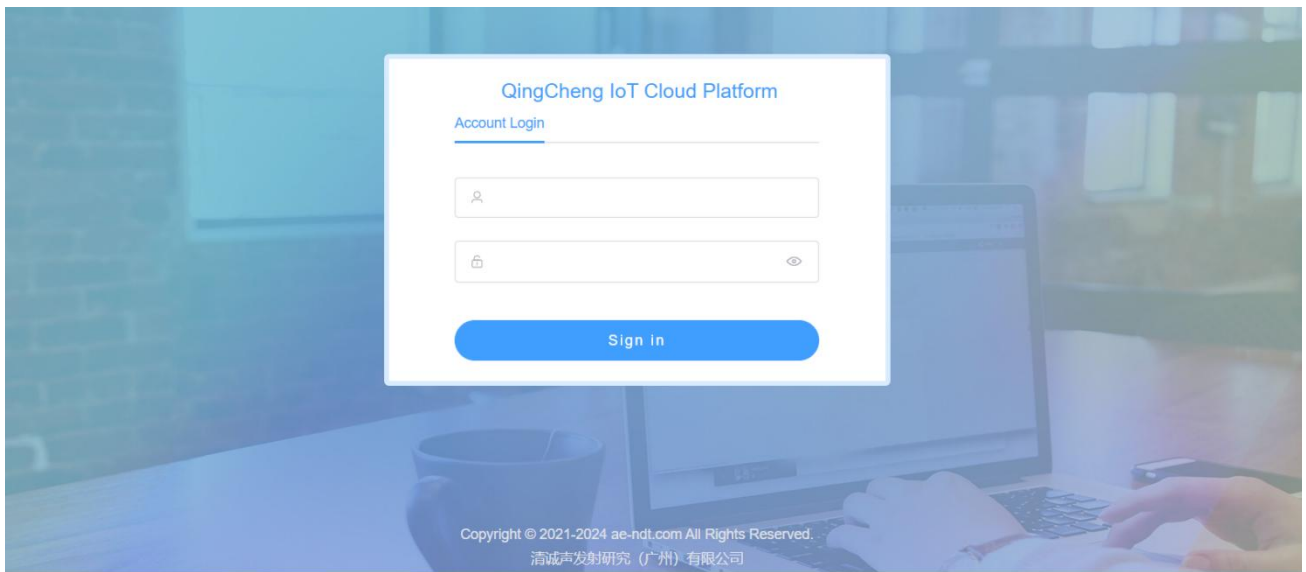 QingCheng IoT Cloud Platform
Account Login
Sign in
Copyright © 2021-2024 ae-ndt.com All Rights Reserved.
清诚声发射研究（广州）有限公司